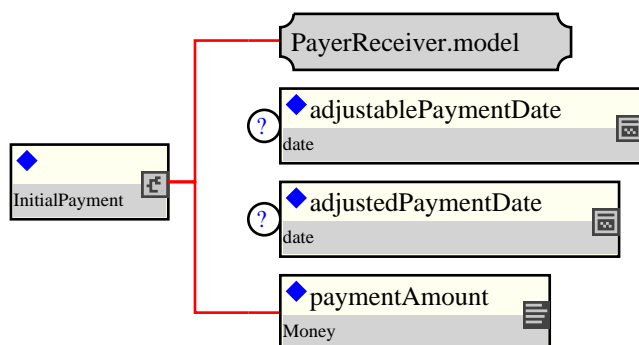 PayerReceiver.model
? adjustablePaymentDate
date
InitialPayment
? adjustedPaymentDate
date
paymentAmount
Money